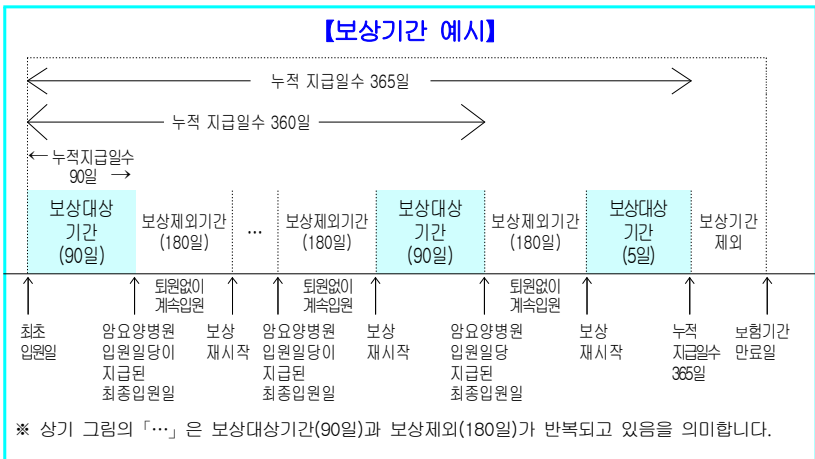 【보상기간 예시】
누적 지급일수 365일
누적 지급일수 360일
← 누적지급일수
90일 →
보상대상
기간
(90일)
보상제외기간
(180일)
…
보상제외기간
(180일)
보상대상
기간
(90일)
보상제외기간
(180일)
보상대상
기간
(5일)
보상기간
제외
퇴원없이
계속입원
퇴원없이
계속입원
퇴원없이
계속입원
최초
입원일
암요양병원
입원일당이
지급된
최종입원일
보상
재시작
암요양병원
입원일당이
지급된
최종입원일
보상
재시작
암요양병원
입원일당
지급된
최종입원일
보상
재시작
누적
지급일수
365일
보험기간
만료일
※ 상기 그림의「…」은 보상대상기간(90일)과 보상제외(180일)가 반복되고 있음을 의미합니다.